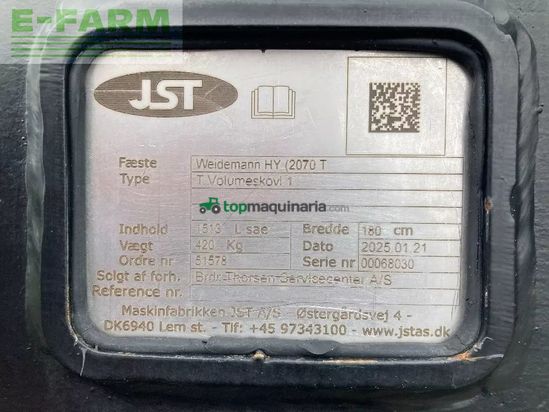 E-FARM
JST
Fæste Weidemann HY (2070 T
Type T Volumeskovl 1
topmaquinaria.com
Indhold 1513 L sae Bredde 180 cm
Vægt 420 Kg Dato 2025.01.21
Ordre nr 51578 Serie nr 00068030
Solgt af forh. Brdr Thorsen Servicecenter A/S
Reference nr.
Maskinfabrikken JST A/S Østergårdsvej 4 -
DK6940 Lem st. - Tlf: +45 97343100 - www.jstas.dk